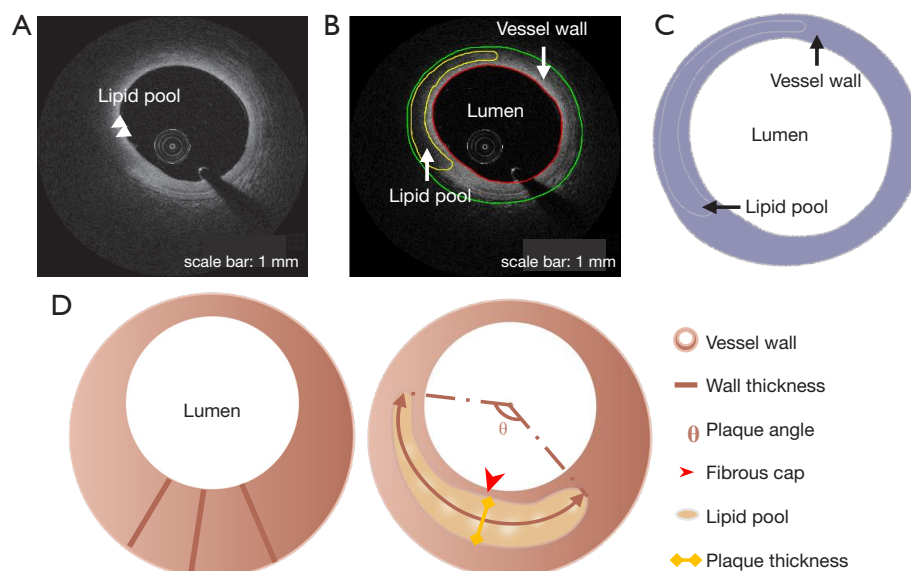 A
Lipid pool
scale bar: 1 mm
B
Vessel wall
Lumen
Lipid pool
scale bar: 1 mm
C
Vessel wall
Lumen
Lipid pool
D
Lumen
θ
Vessel wall
Wall thickness
θ Plaque angle
Fibrous cap
Lipid pool
Plaque thickness